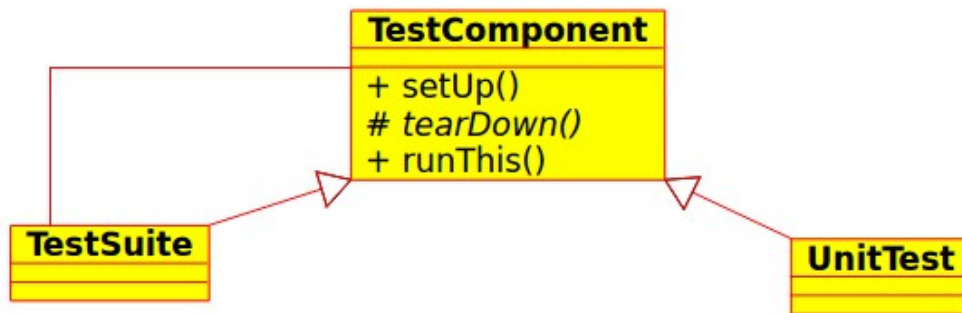 TestComponent
+ setUp()
# tearDown()
+ runThis()
TestSuite
UnitTest